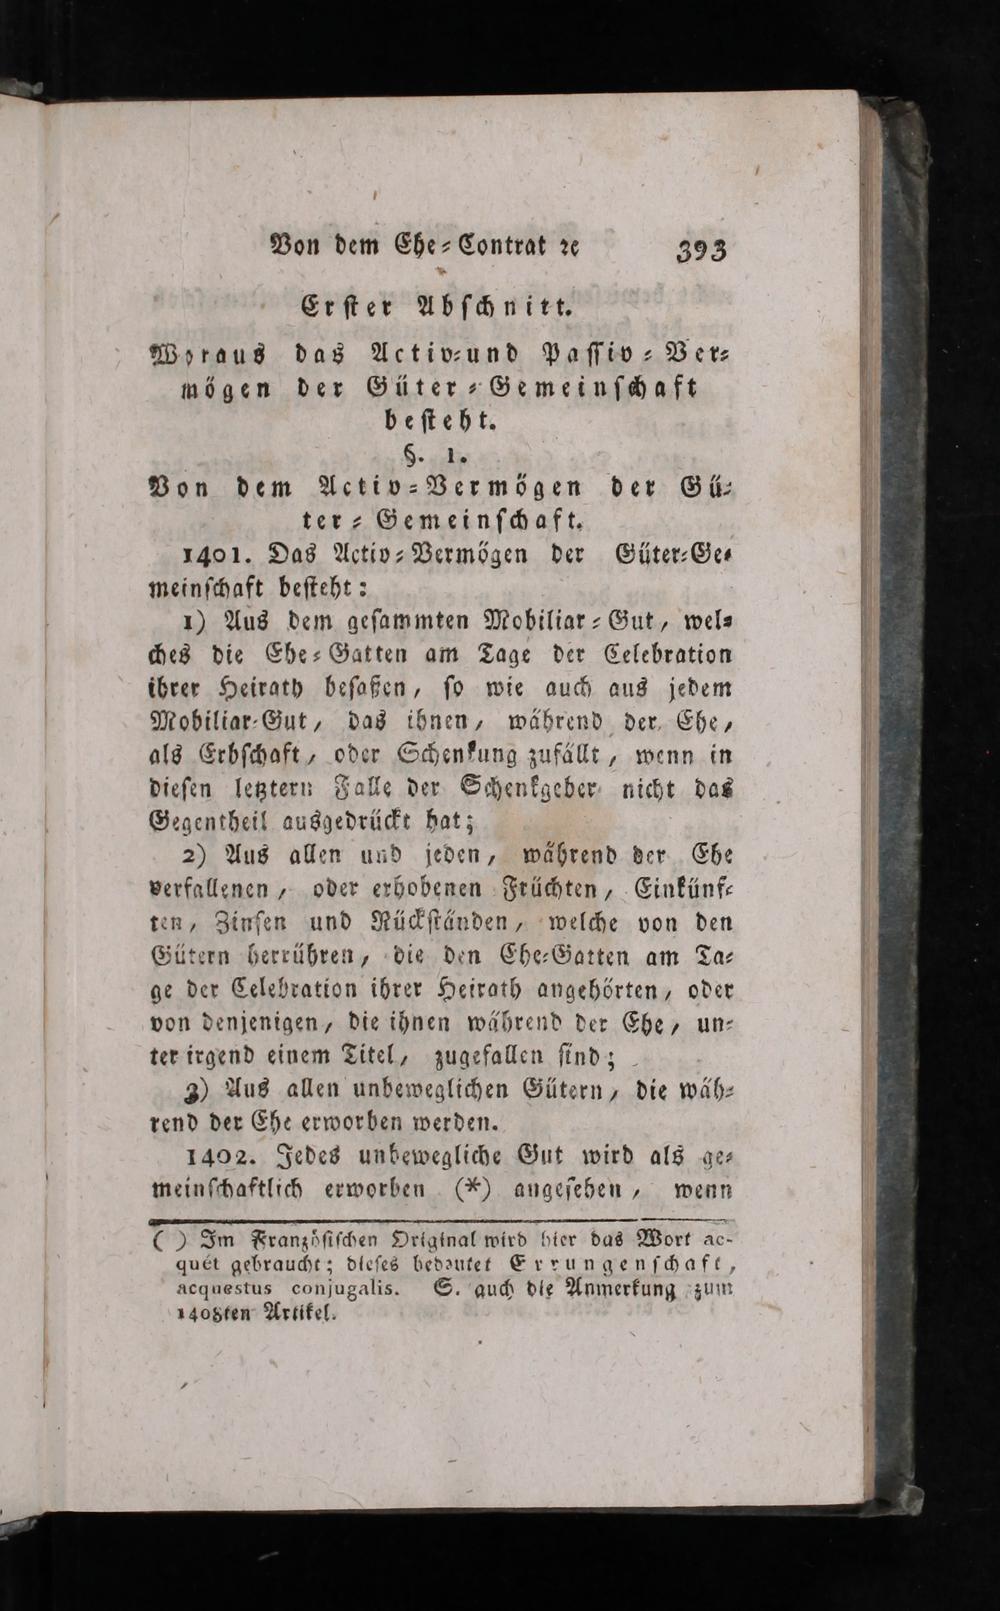 Von dem Ehe-Contrat ꝛc 393
Erſter Abſchnitt.
Woraus das Activ-und Paſſiv-Ver-
mögen der Güter-Gemeinſchaft
beſteht.
§. 1.
Von dem Activ-Vermögen der Gü-
ter-Gemeinſchaft.
1401. Das Activ-Vermögen der Güter-Ge-
meinſchaft beſteht:
1) Aus dem geſammten Mobiliar-Gut, wel-
ches die Ehe-Gatten am Tage der Celebration
ihrer Heirath beſaßen, ſo wie auch aus jedem
Mobiliar-Gut, das ihnen, während der Ehe,
als Erbſchaft, oder Schenkung zufällt, wenn in
dieſen letztern Falle der Schenkgeber nicht das
Gegentheil ausgedrückt hat;
2) Aus allen und jeden, während der Ehe
verfallenen, oder erhobenen Früchten, Einkünf-
ten, Zinſen und Rückſtänden, welche von den
Gütern herrühren, die den Ehe-Gatten am Ta-
ge der Celebration ihrer Heirath angehörten, oder
von denjenigen, die ihnen während der Ehe, un-
ter irgend einem Titel, zugefallen ſind;
3) Aus allen unbeweglichen Gütern, die wäh-
rend der Ehe erworben werden.
1402. Jedes unbewegliche Gut wird als ge-
meinſchaftlich erworben (*) angeſehen, wenn
( ) Im Franzöſiſchen Original wird hier das Wort ac-
quét gebraucht; dieſes bedeutet Errungenſchaft,
acquestus conjugalis. S. auch die Anmerkung zum
1408ten Artikel.